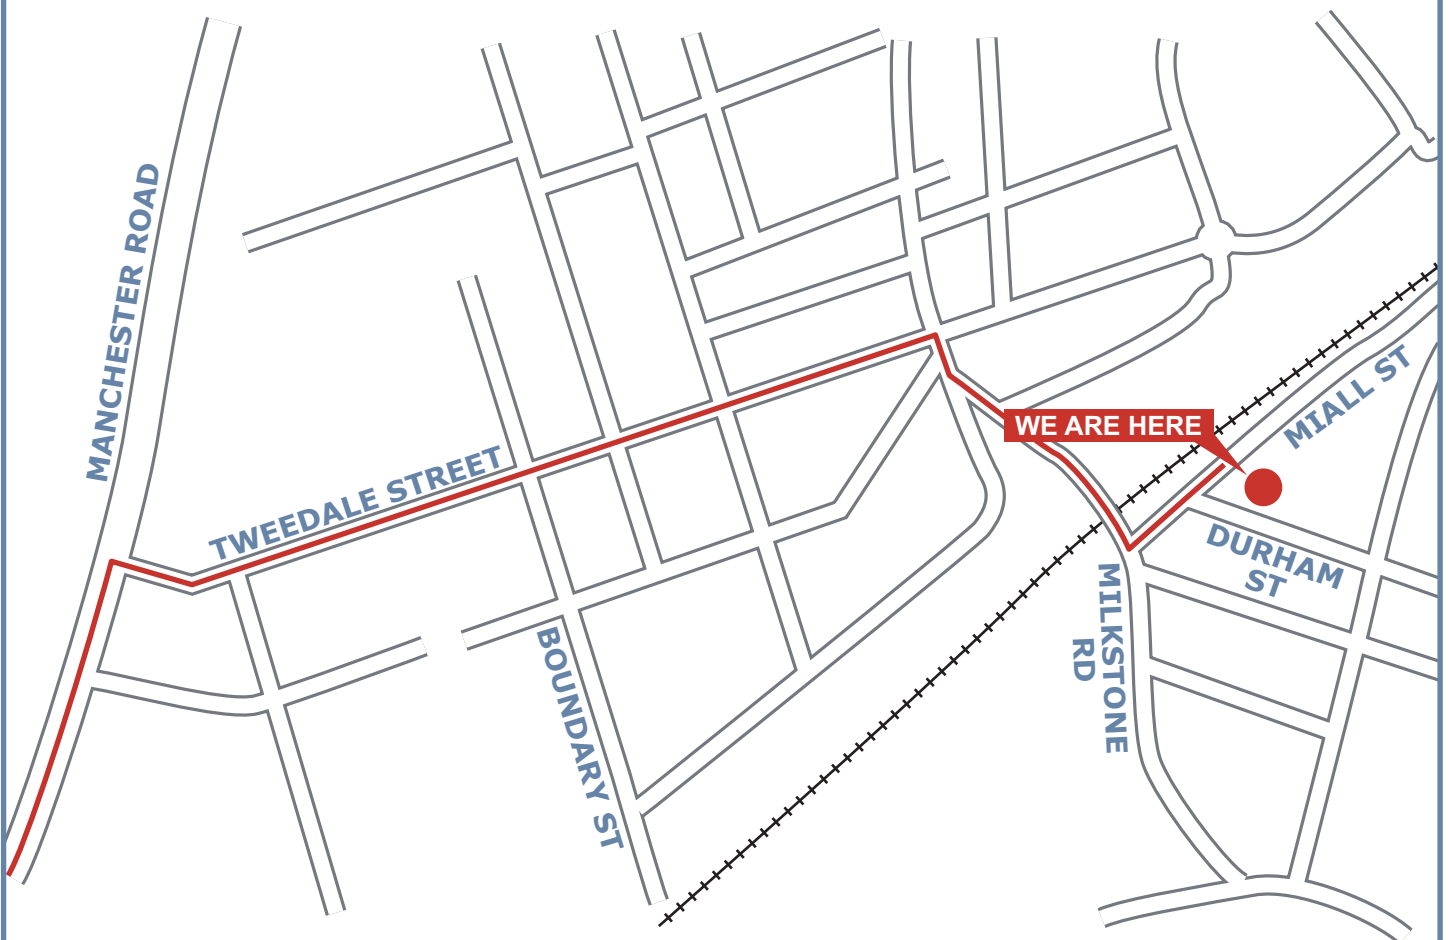 MANCHESTER ROAD
TWEEDALE STREET
WE ARE HERE
MIALL ST
DURHAM
ST
BOUNDARY ST
MILKSTONE
RD